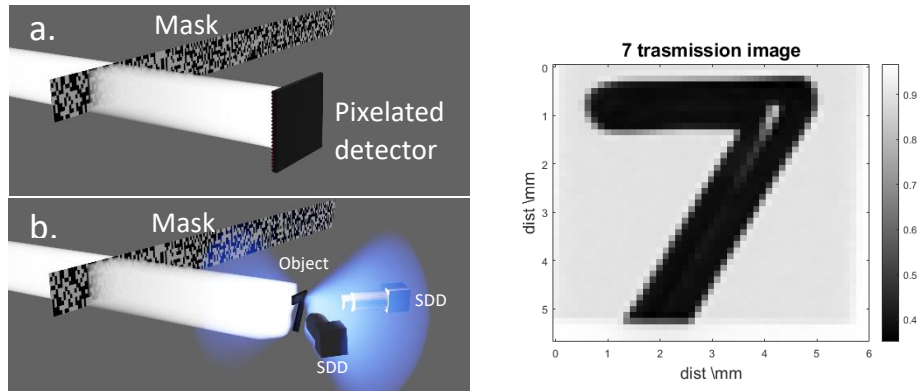 a.
Mask
Pixelated
detector
b.
Mask
Object
SDD
SDD
7 trasmission image
0
1
2
3
4
5
dist \mm
0
1
2
3
4
5
6
dist \mm
0.9
0.8
0.7
0.6
0.5
0.4